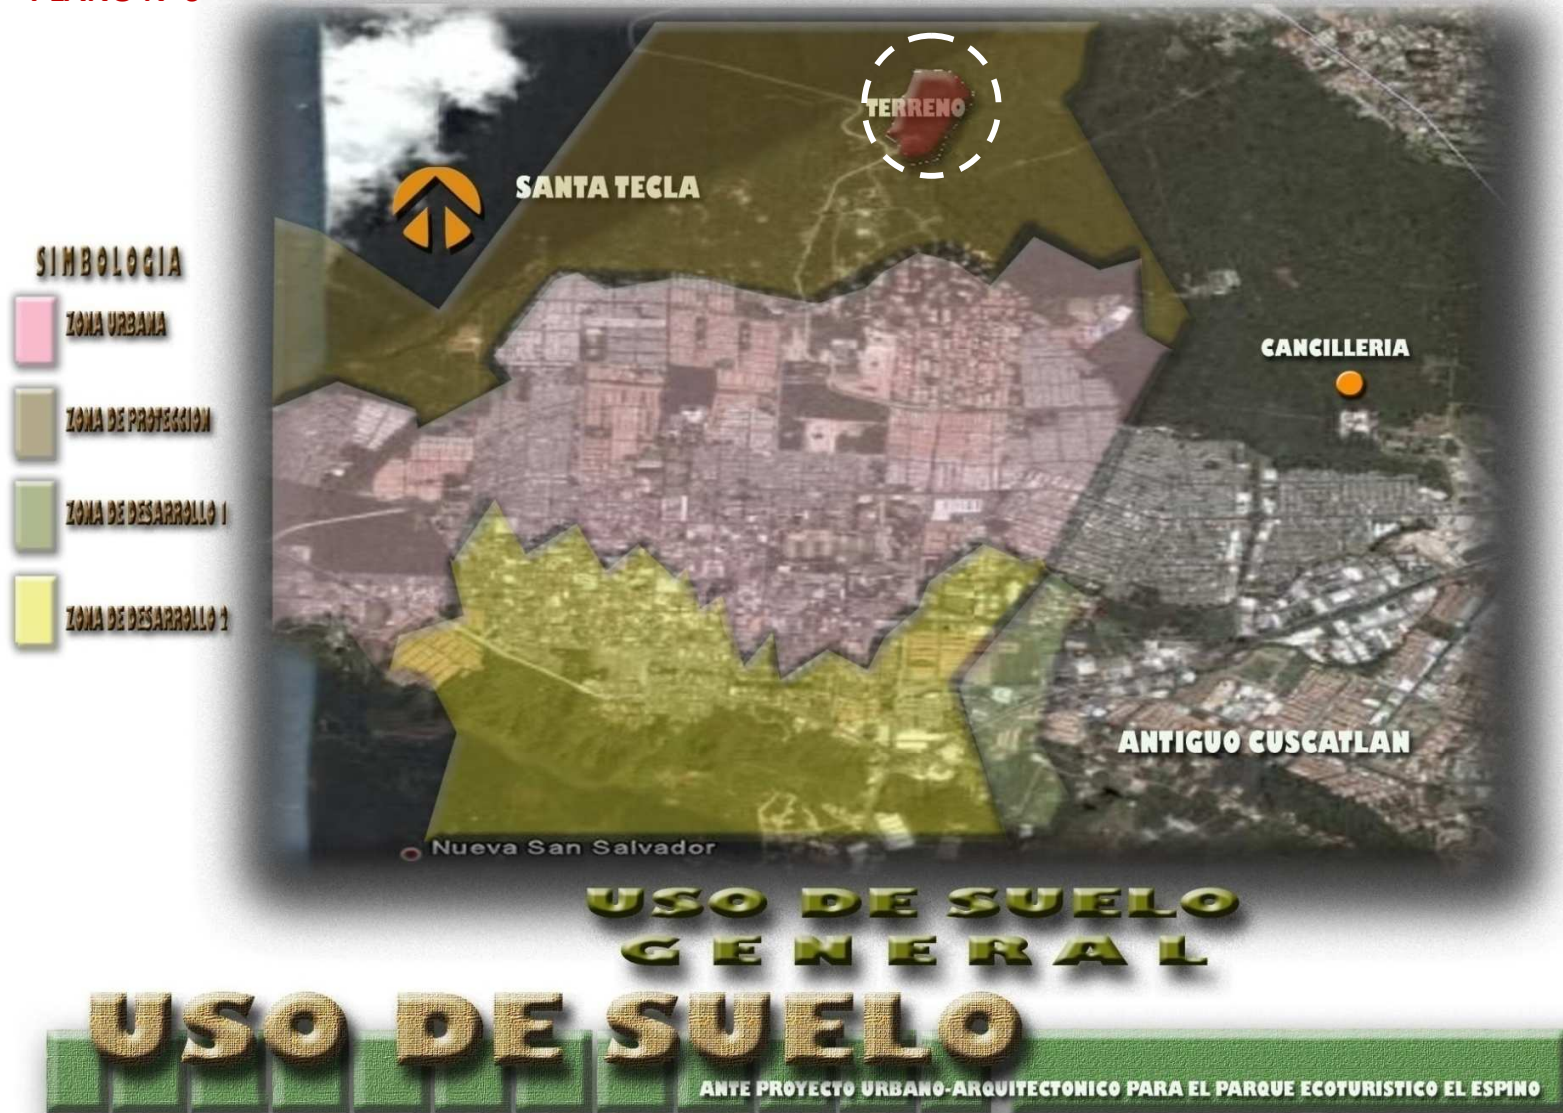 TERRENO
SANTA TECLA
SIMBOLOGIA
ZONA URBANA
ZONA DE PROTECCION
ZONA DE DESARROLLO 1
ZONA DE DESARROLLO 2
CANCILLERIA
ANTIGUO CUSCATLAN
Nueva San Salvador
USO DE SUELO
GENERAL
USO DE SUELO
ANTE PROYECTO URBANO-ARQUITECTONICO PARA EL PARQUE ECOTURISTICO EL ESPINO